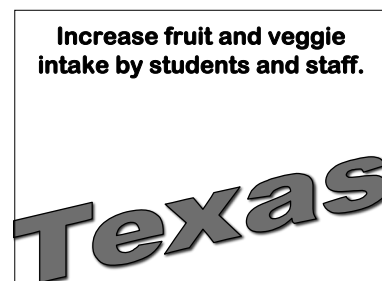 Increase fruit and veggie
intake by students and staff.
Texas